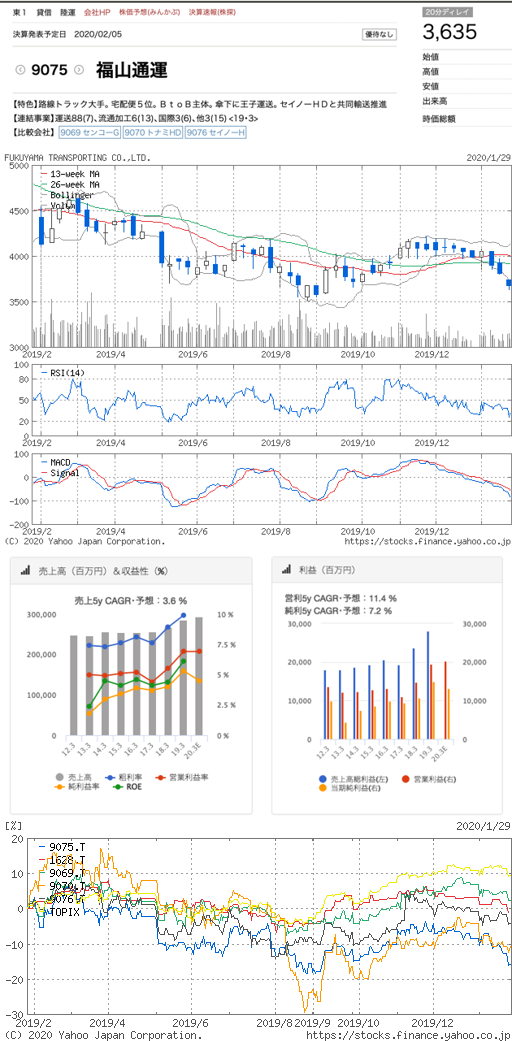 東1 貸借 陸運 会社HP 株価予想(みんかぶ) 決算速報(株探)
20分ディレイ
決算発表予定日 2020/02/05
優待なし
3,635
9075 福山通運
始値
高値
安値
出来高
時価総額
【特色】路線トラック大手。宅配便5位。BtoB主体。傘下に王子運送。セイノーHDと共同輸送推進
【連結事業】運送88(7)、流通加工6(13)、国際3(6)、他3(15) <19・3>
【比較会社】 9069 センコーG 9070 トナミHD 9076 セイノーH
FUKUYAMA TRANSPORTING CO.,LTD. 2020/1/29
5000
13-week MA
26-week MA
Bollinger
Volum
4500
4000
3500
3000
2019/2 2019/4 2019/6 2019/8 2019/10 2019/12
100
RSI(14)
50
0
2019/2 2019/4 2019/6 2019/8 2019/10 2019/12
100
MACD
Signal
0
-100
-200
2019/2 2019/4 2019/6 2019/8 2019/10 2019/12
(C) 2020 Yahoo Japan Corporation. https://stocks.finance.yahoo.co.jp/
売上高（百万円）＆収益性（%）
売上5y CAGR・予想：3.6 %
300,000 10 %
7.5 %
200,000
5 %
100,000
2.5 %
0 0 %
12.3 13.3 14.3 15.3 16.3 17.3 18.3 19.3 20.3E
売上高 粗利率 営業利益率
純利益率 ROE
利益（百万円）
営利5y CAGR・予想：11.4 %
純利5y CAGR・予想：7.2 %
30,000 30,000
20,000 20,000
10,000 10,000
0 0
12.3 13.3 14.3 15.3 16.3 17.3 18.3 19.3 20.3E
売上高総利益(左) 営業利益(右)
当期純利益(右)
[%] 2020/1/29
20
9075.T
1628.T
10
9069.T
9070.T
9076.T
0
TOPIX
-10
-20
-30
2019/2 2019/4 2019/6 2019/8 2019/9 2019/10 2019/12
(C) 2020 Yahoo Japan Corporation. https://stocks.finance.yahoo.co.jp/